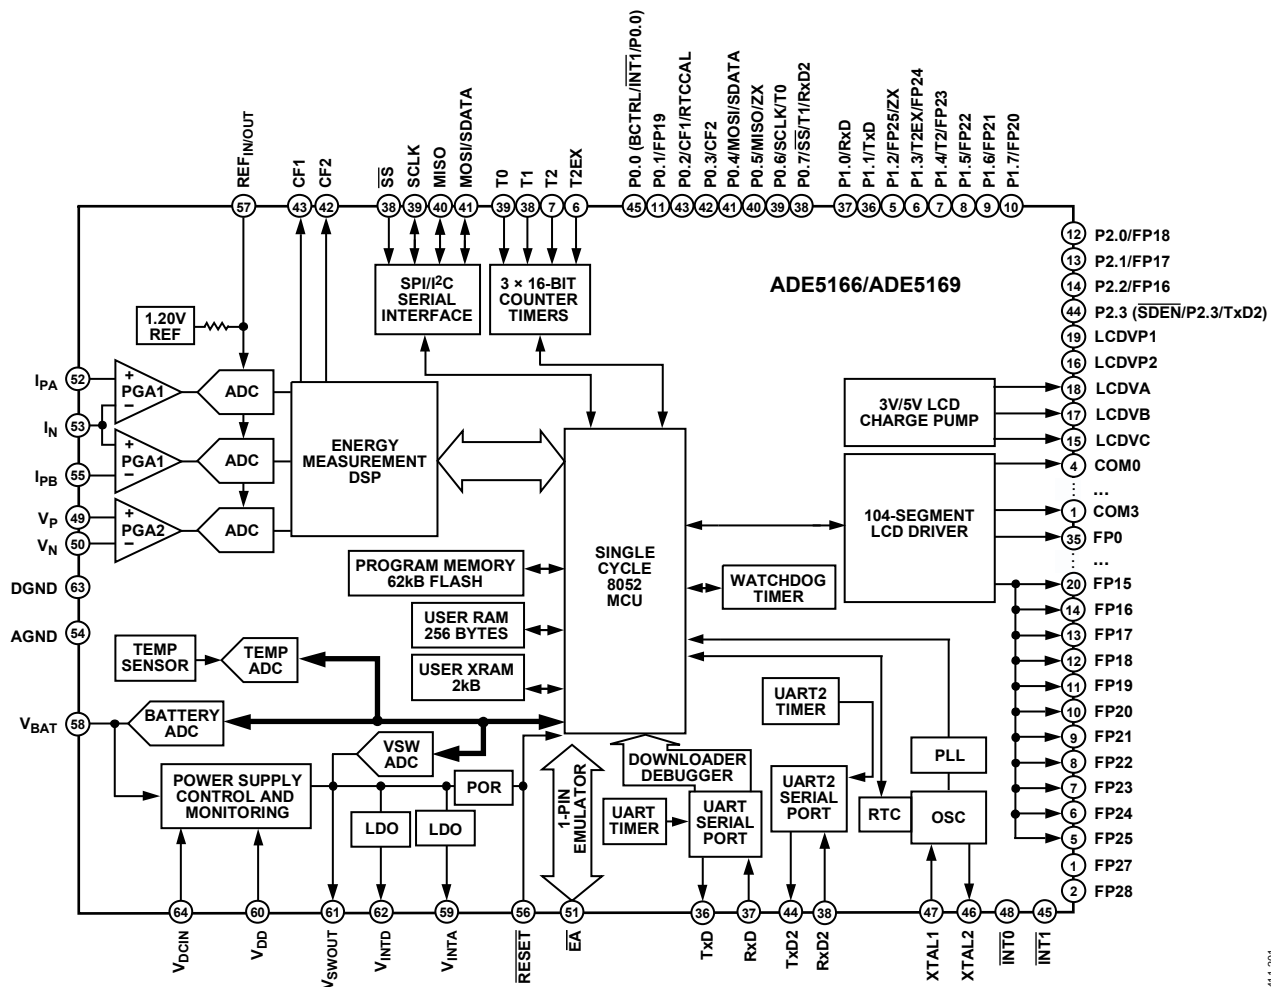 REFIN/OUT
CF1
CF2
SS
SCLK
MISO
MOSI/SDATA
T0
T1
T2
T2EX
P0.0 (BCTRL/INT1/P0.0)
P0.1/FP19
P0.2/CF1/RTCCAL
P0.3/CF2
P0.4/MOSI/SDATA
P0.5/MISO/ZX
P0.6/SCLK/T0
P0.7/SS/T1/RxD2
P1.0/RxD
P1.1/TxD
P1.2/FP25/ZX
P1.3/T2EX/FP24
P1.4/T2/FP23
P1.5/FP22
P1.6/FP21
P1.7/FP20
57
43
42
38
39
40
41
39
38
7
6
45
11
43
42
41
40
39
38
37
36
5
6
7
8
9
10
ADE5166/ADE5169
12 P2.0/FP18
13 P2.1/FP17
14 P2.2/FP16
44 P2.3 (SDEN/P2.3/TxD2)
19 LCDVP1
16 LCDVP2
18 LCDVA
17 LCDVB
15 LCDVC
4 COM0
...
1 COM3
35 FP0
...
20 FP15
14 FP16
13 FP17
12 FP18
11 FP19
10 FP20
9 FP21
8 FP22
7 FP23
6 FP24
5 FP25
1 FP27
2 FP28
1.20V
REF
SPI/I2C
SERIAL
INTERFACE
3 × 16-BIT
COUNTER
TIMERS
IPA 52
IN 53
IPB 55
VP 49
VN 50
DGND 63
AGND 54
VBAT 58
+
PGA1
–
ADC
+
PGA1
–
ADC
+
PGA2
–
ADC
ENERGY
MEASUREMENT
DSP
3V/5V LCD
CHARGE PUMP
104-SEGMENT
LCD DRIVER
SINGLE
CYCLE
8052
MCU
PROGRAM MEMORY
62kB FLASH
USER RAM
256 BYTES
USER XRAM
2kB
WATCHDOG
TIMER
TEMP
SENSOR
TEMP
ADC
BATTERY
ADC
VSW
ADC
POWER SUPPLY
CONTROL AND
MONITORING
POR
LDO
LDO
1-PIN
EMULATOR
DOWNLOADER
DEBUGGER
UART
TIMER
UART
SERIAL
PORT
UART2
TIMER
UART2
SERIAL
PORT
PLL
RTC
OSC
64
60
61
62
59
56
51
36
37
44
38
47
46
48
45
VDCIN
VDD
VSWOUT
VINTD
VINTA
RESET
EA
TxD
RxD
TxD2
RxD2
XTAL1
XTAL2
INT0
INT1